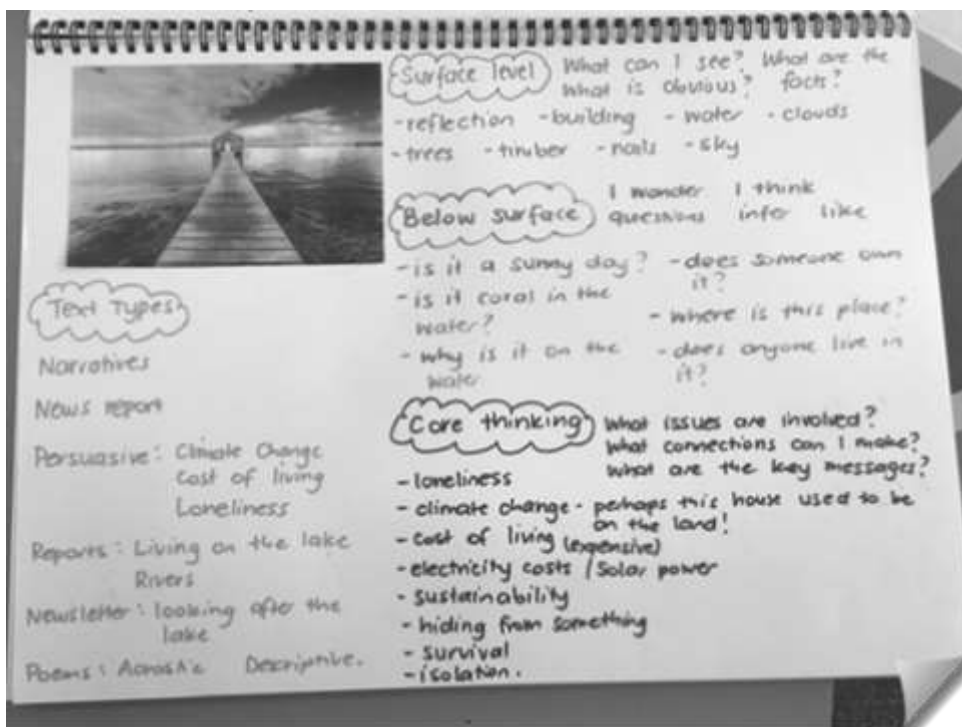 Text Types
Narratives
News report
Persuasive: Climate Change
Cost of living
Loneliness
Reports: Living on the lake
Rivers
Newsletter: looking after the
lake
Poems: Acrostic Descriptive.
Surface level
What can I see? What are the
What is obvious? facts?
-reflection -building -water -clouds
-trees -timber -nails -sky
Below surface
I wonder I think
questions infer like
-is it a sunny day?
-is it coral in the
water?
-why is it on the
water
-does someone own
it?
-where is this place?
-does anyone live in
it?
Core thinking
What issues are involved?
What connections can I make?
What are the key messages?
-loneliness
-climate change - perhaps this house used to be
on the land!
-cost of living (expensive)
-electricity costs / Solar power
-sustainability
-hiding from something
-survival
-isolation.